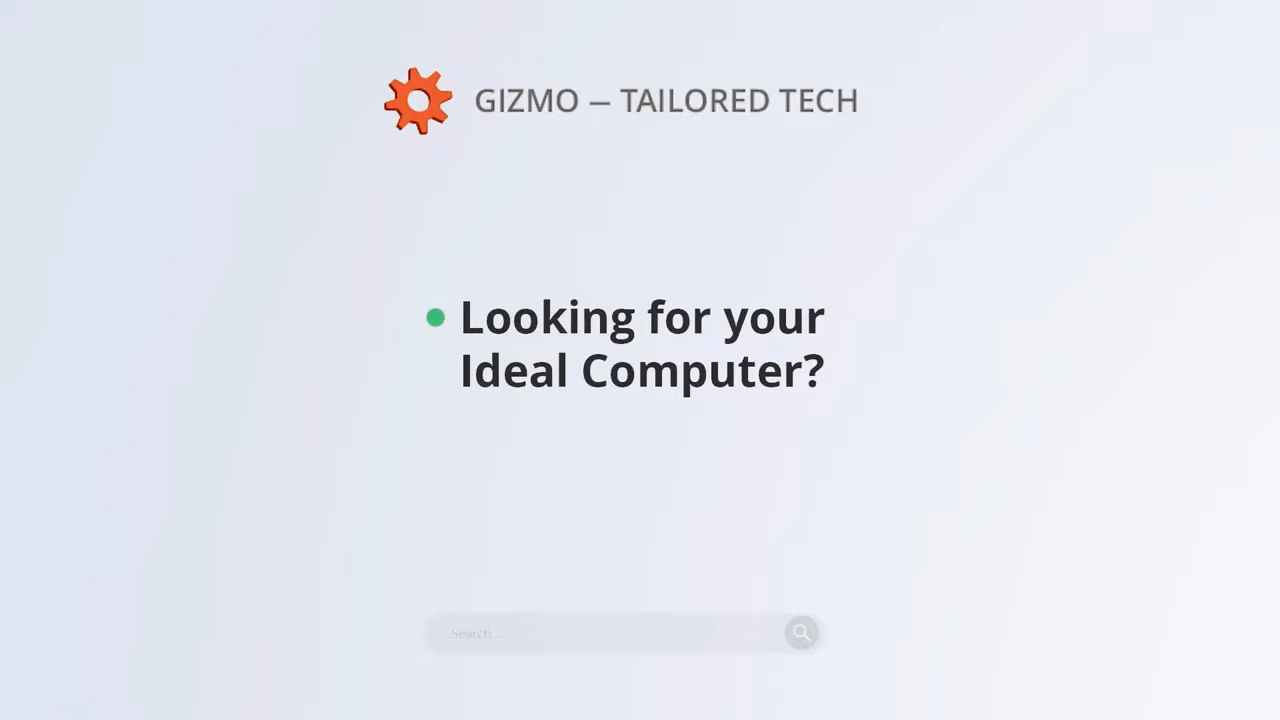 GIZMO — TAILORED TECH
Looking for your
Ideal Computer?
Search...